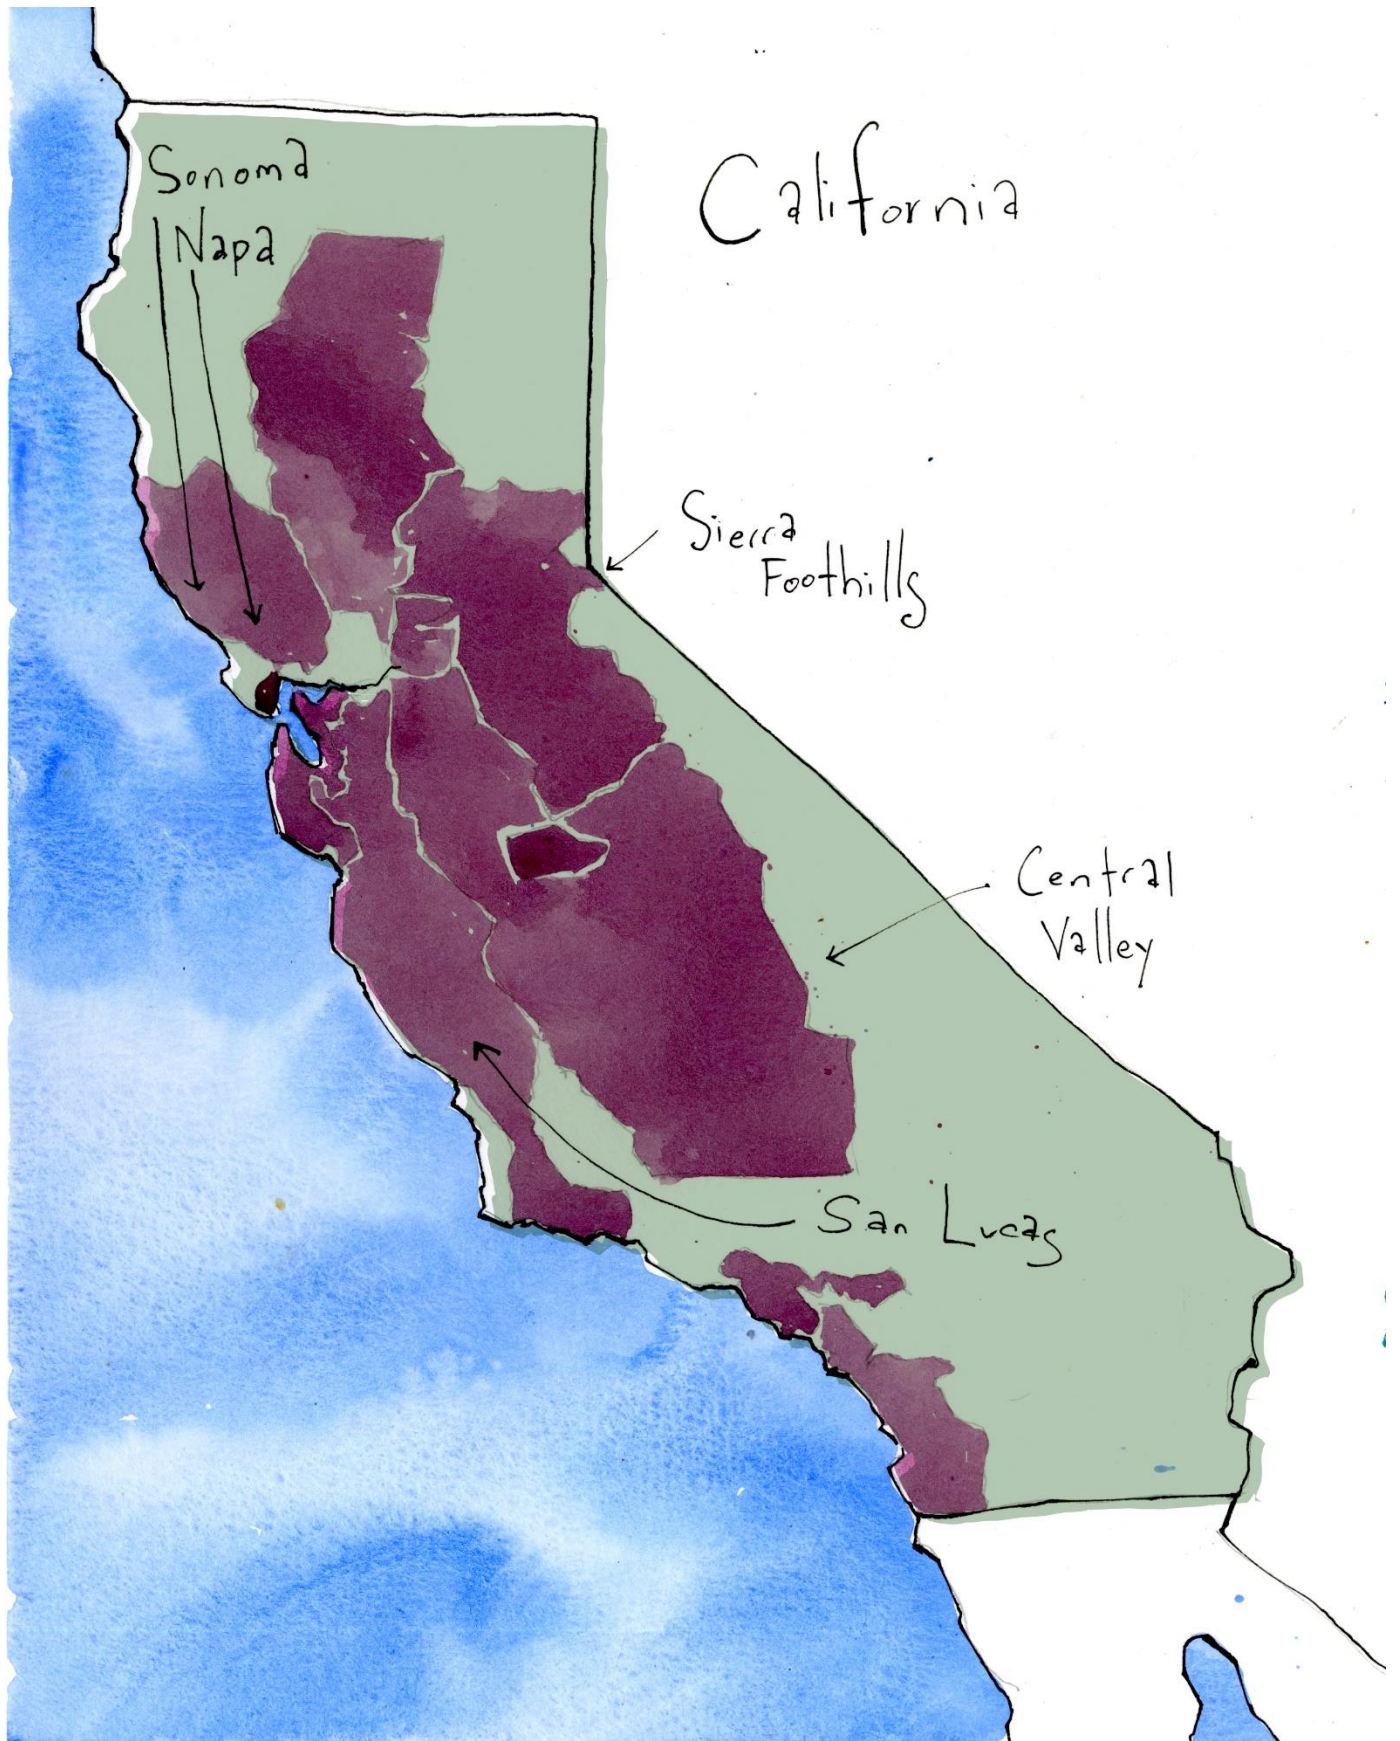 California
Sonoma
Napa
Sierra
Foothills
Central
Valley
San Lucas